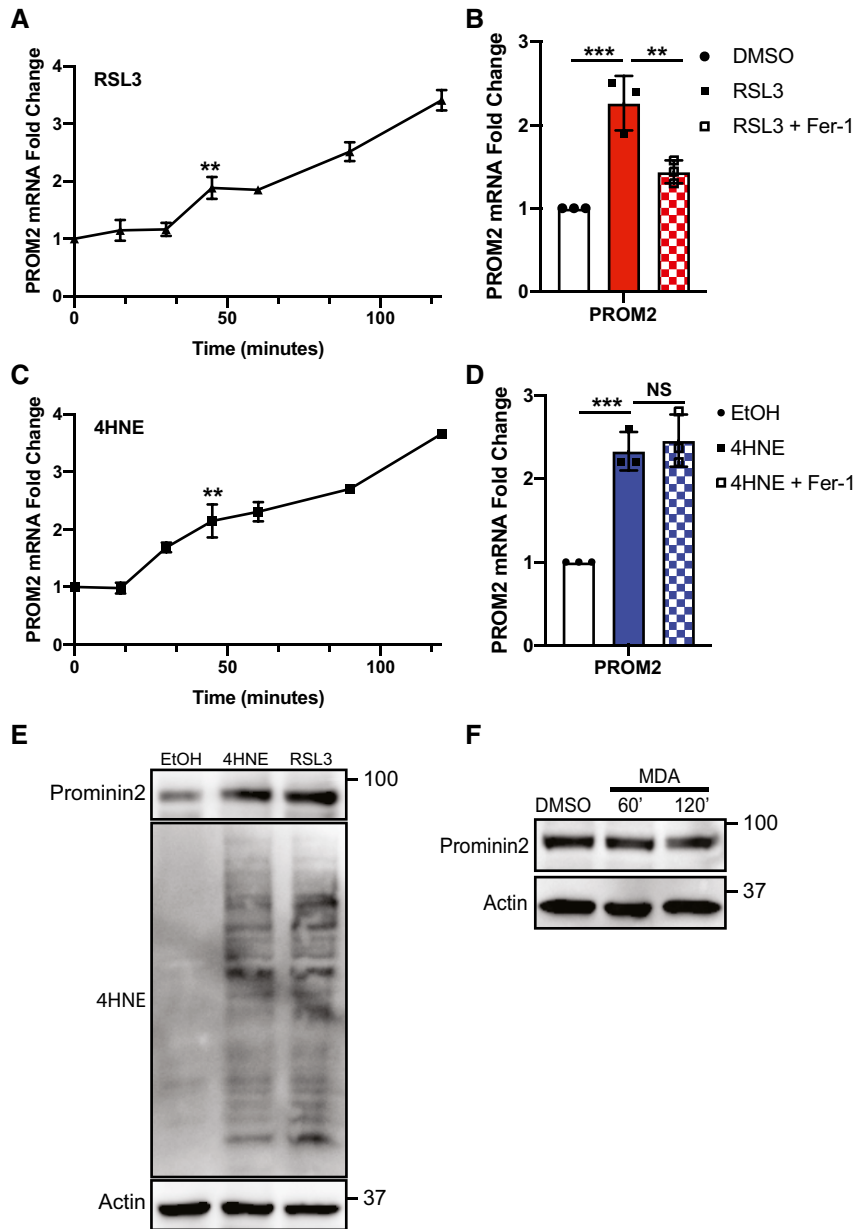 A
RSL3
PROM2 mRNA Fold Change
4
3
2
1
0
**
0
50
100
Time (minutes)
B
PROM2 mRNA Fold Change
3
2
1
0
***
**
PROM2
DMSO
RSL3
RSL3 + Fer-1
C
4HNE
PROM2 mRNA Fold Change
4
3
2
1
0
**
0
50
100
Time (minutes)
D
PROM2 mRNA Fold Change
3
2
1
0
***
NS
PROM2
EtOH
4HNE
4HNE + Fer-1
E
EtOH 4HNE RSL3
Prominin2
100
4HNE
Actin
37
F
MDA
DMSO 60' 120'
Prominin2
100
Actin
37